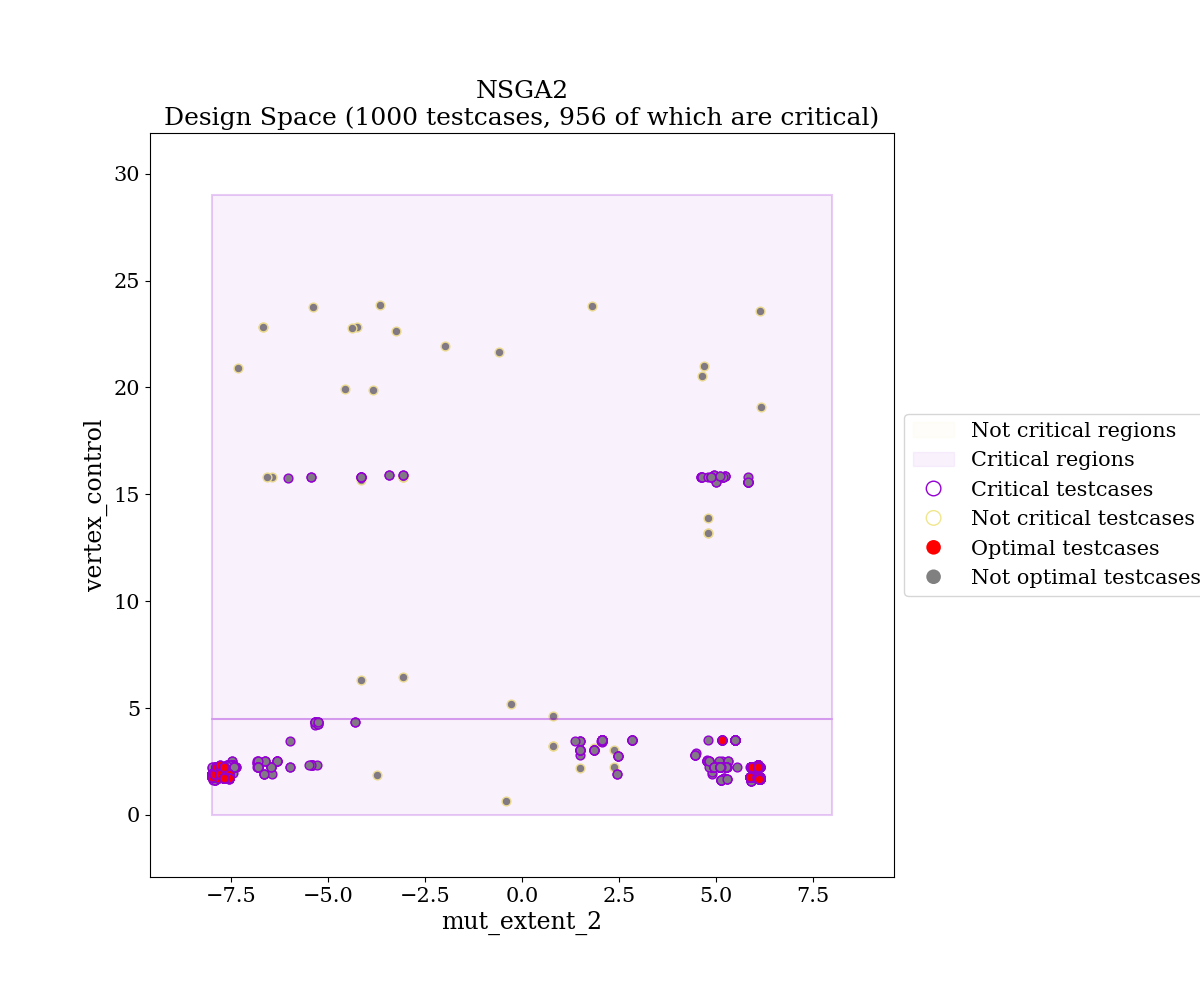 NSGA2
Design Space (1000 testcases, 956 of which are critical)
30
25
20
15
10
5
0
vertex_control
−7.5 −5.0 −2.5 0.0 2.5 5.0 7.5
mut_extent_2
Not critical regions
Critical regions
Critical testcases
Not critical testcases
Optimal testcases
Not optimal testcases